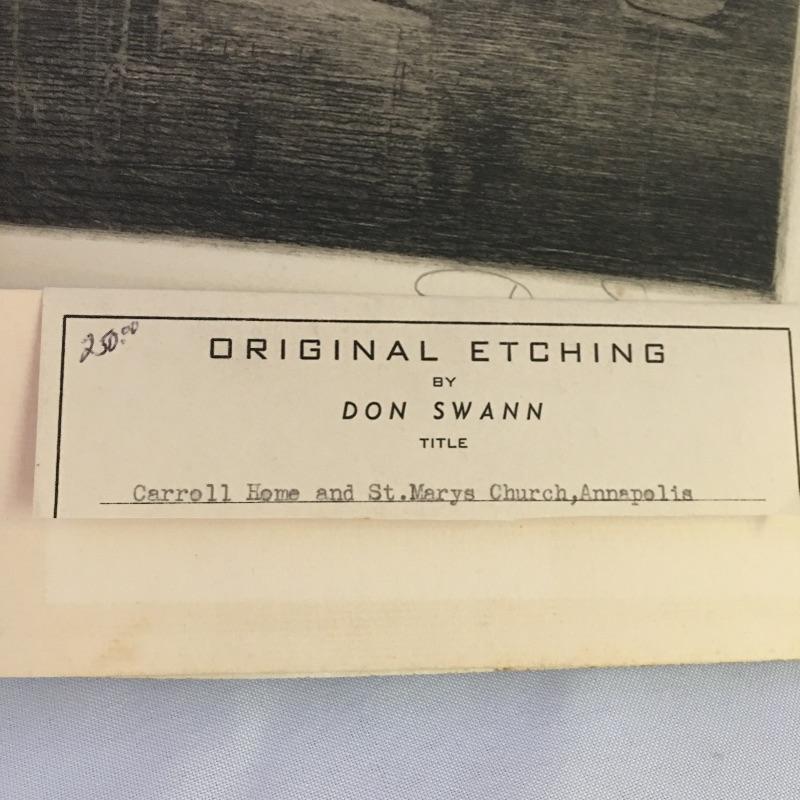 250.00
ORIGINAL ETCHING
BY
DON SWANN
TITLE
Carroll Home and St.Marys Church,Annapolis